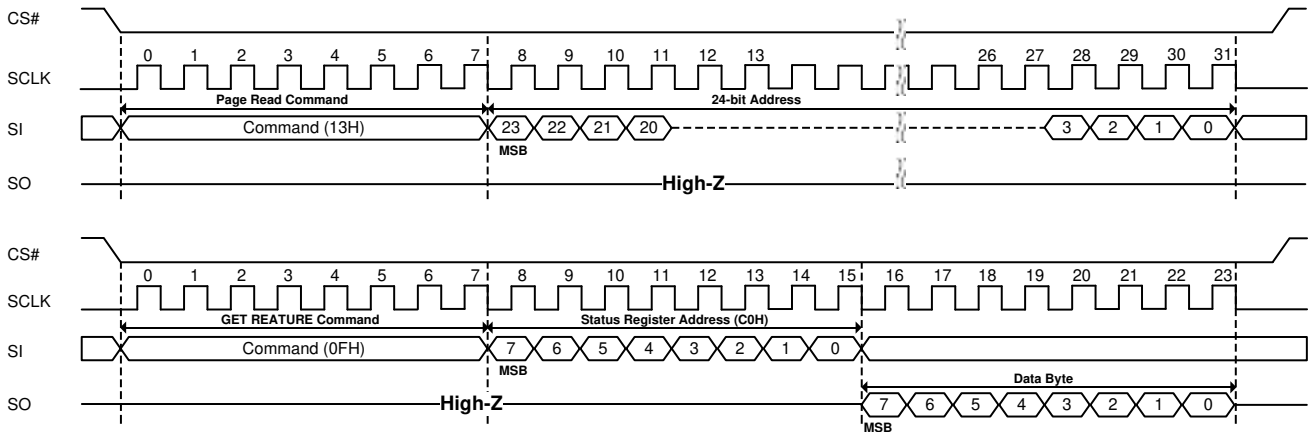 CS#
0 1 2 3 4 5 6 7 8 9 10 11 12 13 26 27 28 29 30 31
SCLK
Page Read Command 24-bit Address
SI Command (13H) 23 22 21 20 3 2 1 0
MSB
SO High-Z
CS#
0 1 2 3 4 5 6 7 8 9 10 11 12 13 14 15 16 17 18 19 20 21 22 23
SCLK
GET REATURE Command Status Register Address (C0H)
SI Command (0FH) 7 6 5 4 3 2 1 0
MSB Data Byte
SO High-Z 7 6 5 4 3 2 1 0
MSB